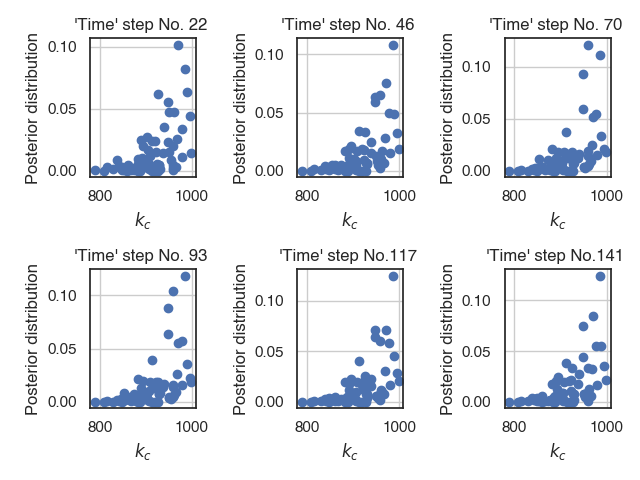 'Time' step No. 22
'Time' step No. 46
'Time' step No. 70
Posterior distribution
0.10
0.05
0.00
800
1000
k_c
Posterior distribution
0.10
0.05
0.00
800
1000
k_c
Posterior distribution
0.10
0.05
0.00
800
1000
k_c
'Time' step No. 93
'Time' step No.117
'Time' step No.141
Posterior distribution
0.10
0.05
0.00
800
1000
k_c
Posterior distribution
0.10
0.05
0.00
800
1000
k_c
Posterior distribution
0.10
0.05
0.00
800
1000
k_c